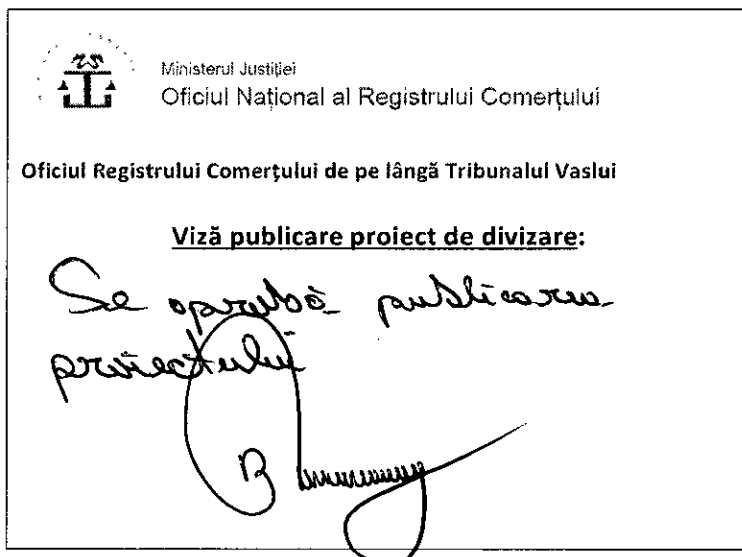 Ministerul Justiției
Oficiul Național al Registrului Comerțului
Oficiul Registrului Comerțului de pe lângă Tribunalul Vaslui
Viză publicare proiect de divizare:
Se aprobă publicarea
proiectului